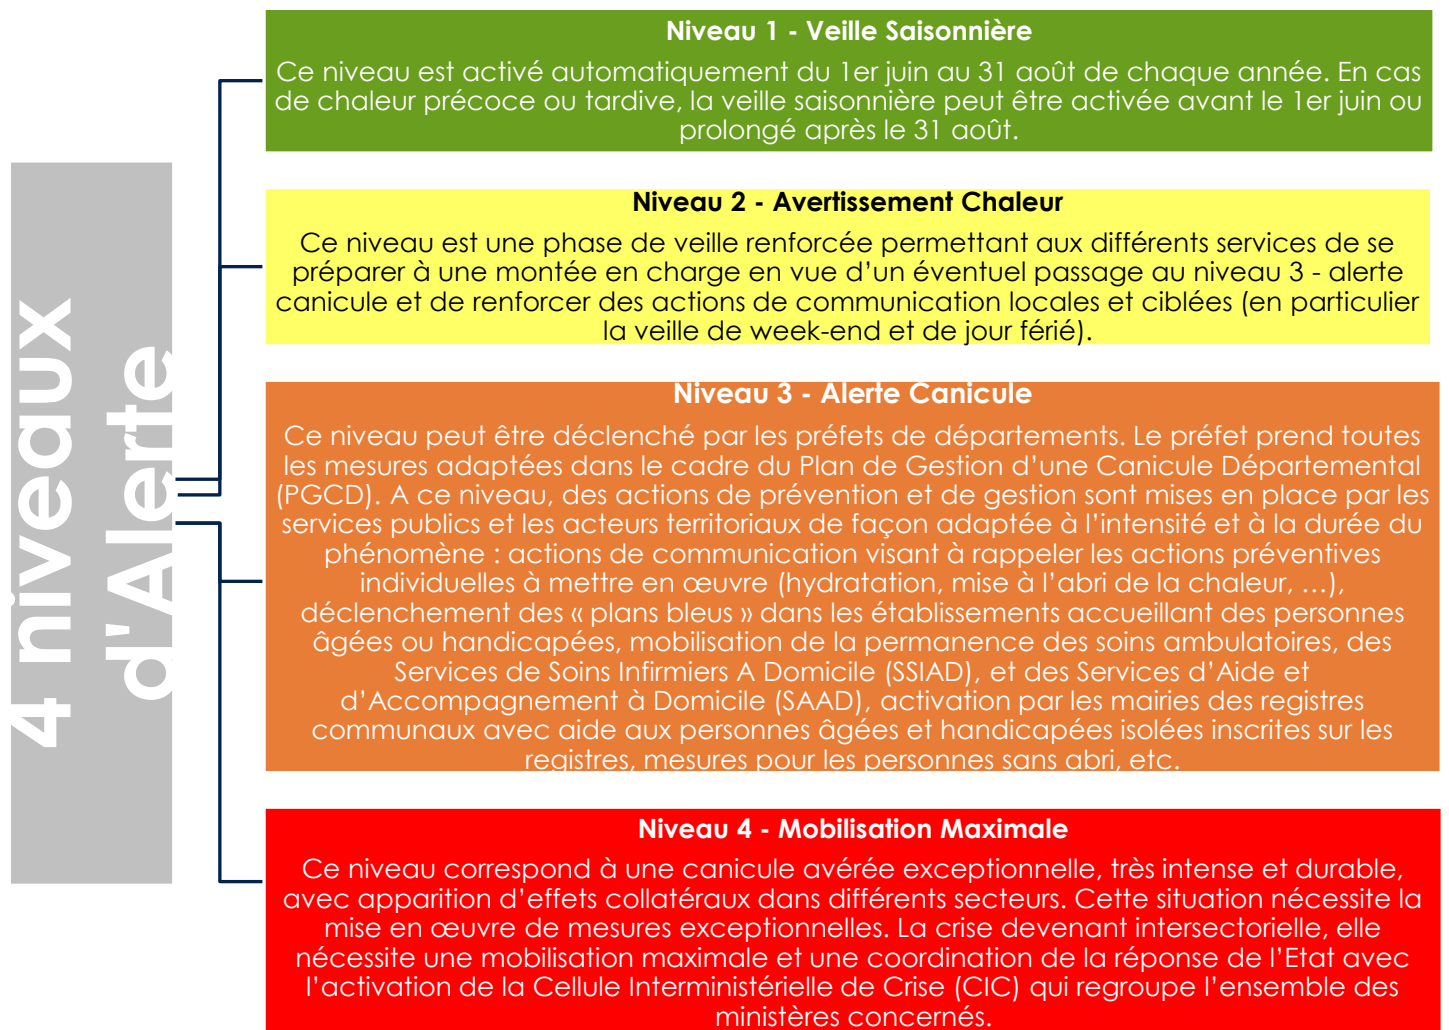 4 niveaux
d'Alerte
Niveau 1 - Veille Saisonnière
Ce niveau est activé automatiquement du 1er juin au 31 août de chaque année. En cas
de chaleur précoce ou tardive, la veille saisonnière peut être activée avant le 1er juin ou
prolongé après le 31 août.
Niveau 2 - Avertissement Chaleur
Ce niveau est une phase de veille renforcée permettant aux différents services de se
préparer à une montée en charge en vue d’un éventuel passage au niveau 3 - alerte
canicule et de renforcer des actions de communication locales et ciblées (en particulier
la veille de week-end et de jour férié).
Niveau 3 - Alerte Canicule
Ce niveau peut être déclenché par les préfets de départements. Le préfet prend toutes
les mesures adaptées dans le cadre du Plan de Gestion d’une Canicule Départemental
(PGCD). A ce niveau, des actions de prévention et de gestion sont mises en place par les
services publics et les acteurs territoriaux de façon adaptée à l’intensité et à la durée du
phénomène : actions de communication visant à rappeler les actions préventives
individuelles à mettre en œuvre (hydratation, mise à l’abri de la chaleur, …),
déclenchement des « plans bleus » dans les établissements accueillant des personnes
âgées ou handicapées, mobilisation de la permanence des soins ambulatoires, des
Services de Soins Infirmiers A Domicile (SSIAD), et des Services d’Aide et
d’Accompagnement à Domicile (SAAD), activation par les mairies des registres
communaux avec aide aux personnes âgées et handicapées isolées inscrites sur les
registres, mesures pour les personnes sans abri, etc.
Niveau 4 - Mobilisation Maximale
Ce niveau correspond à une canicule avérée exceptionnelle, très intense et durable,
avec apparition d’effets collatéraux dans différents secteurs. Cette situation nécessite la
mise en œuvre de mesures exceptionnelles. La crise devenant intersectorielle, elle
nécessite une mobilisation maximale et une coordination de la réponse de l’Etat avec
l’activation de la Cellule Interministérielle de Crise (CIC) qui regroupe l’ensemble des
ministères concernés.